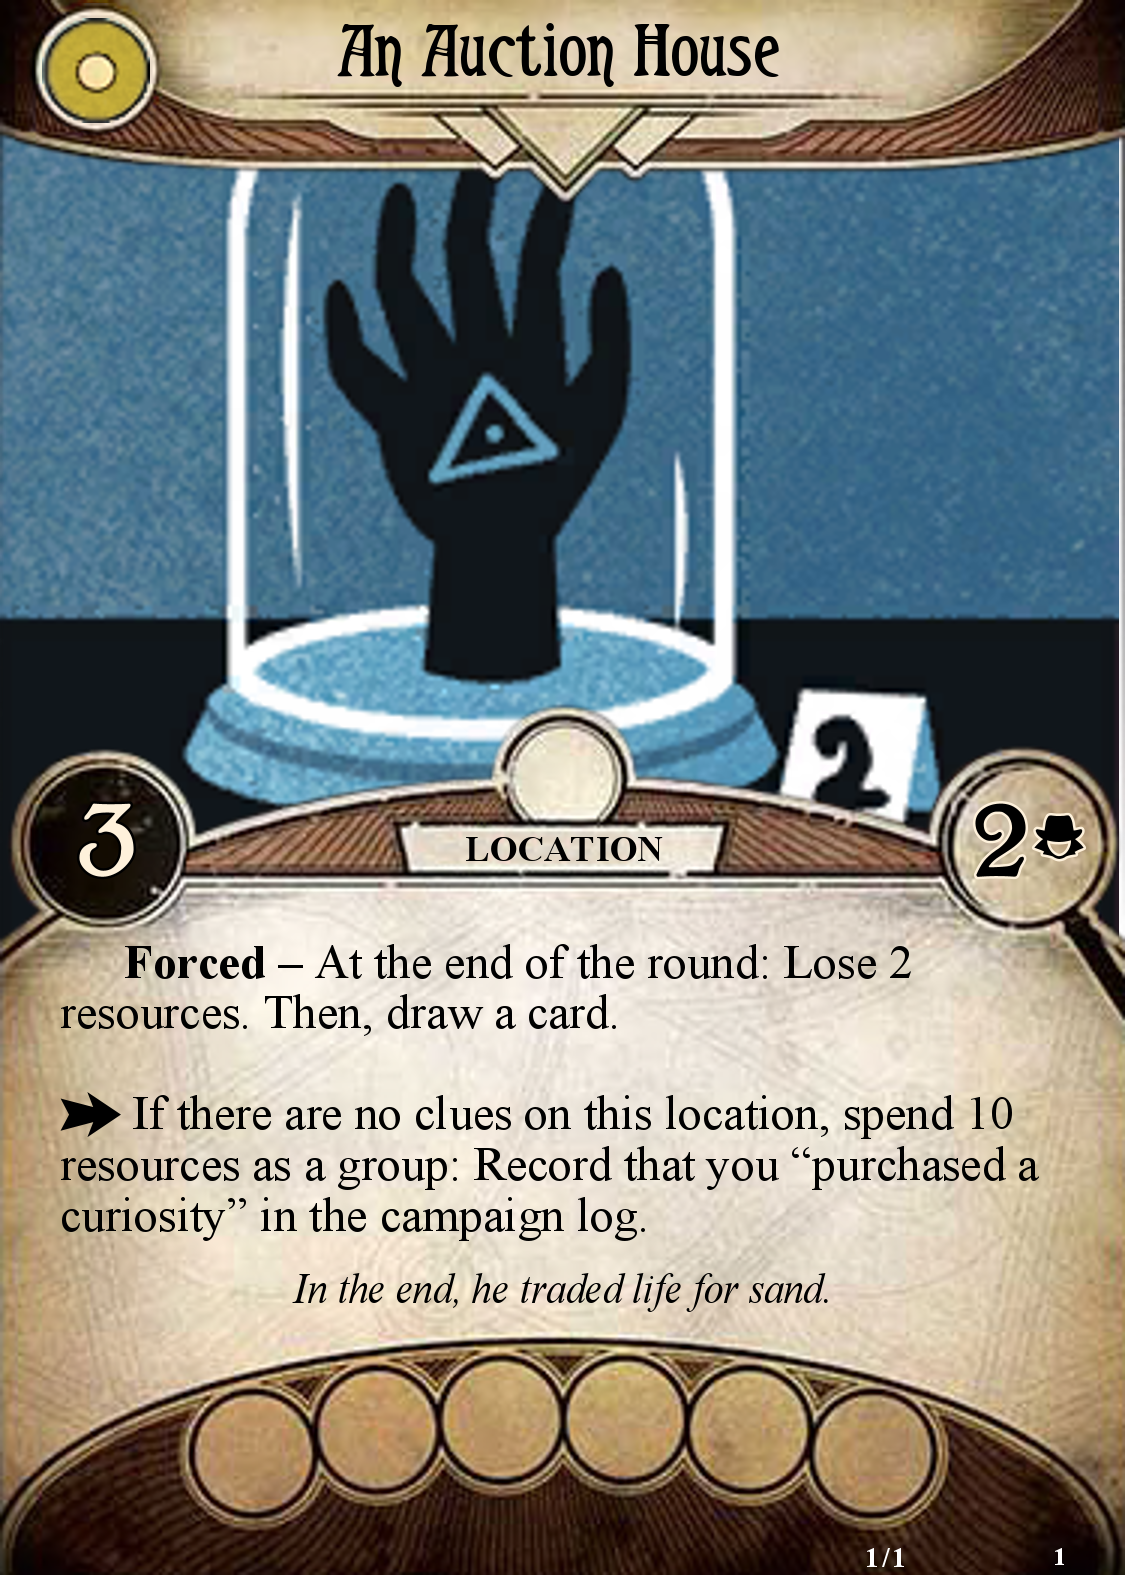 An Auction House
2
3
LOCATION
2
Forced – At the end of the round: Lose 2
resources. Then, draw a card.
If there are no clues on this location, spend 10
resources as a group: Record that you “purchased a
curiosity” in the campaign log.
In the end, he traded life for sand.
1/1
1